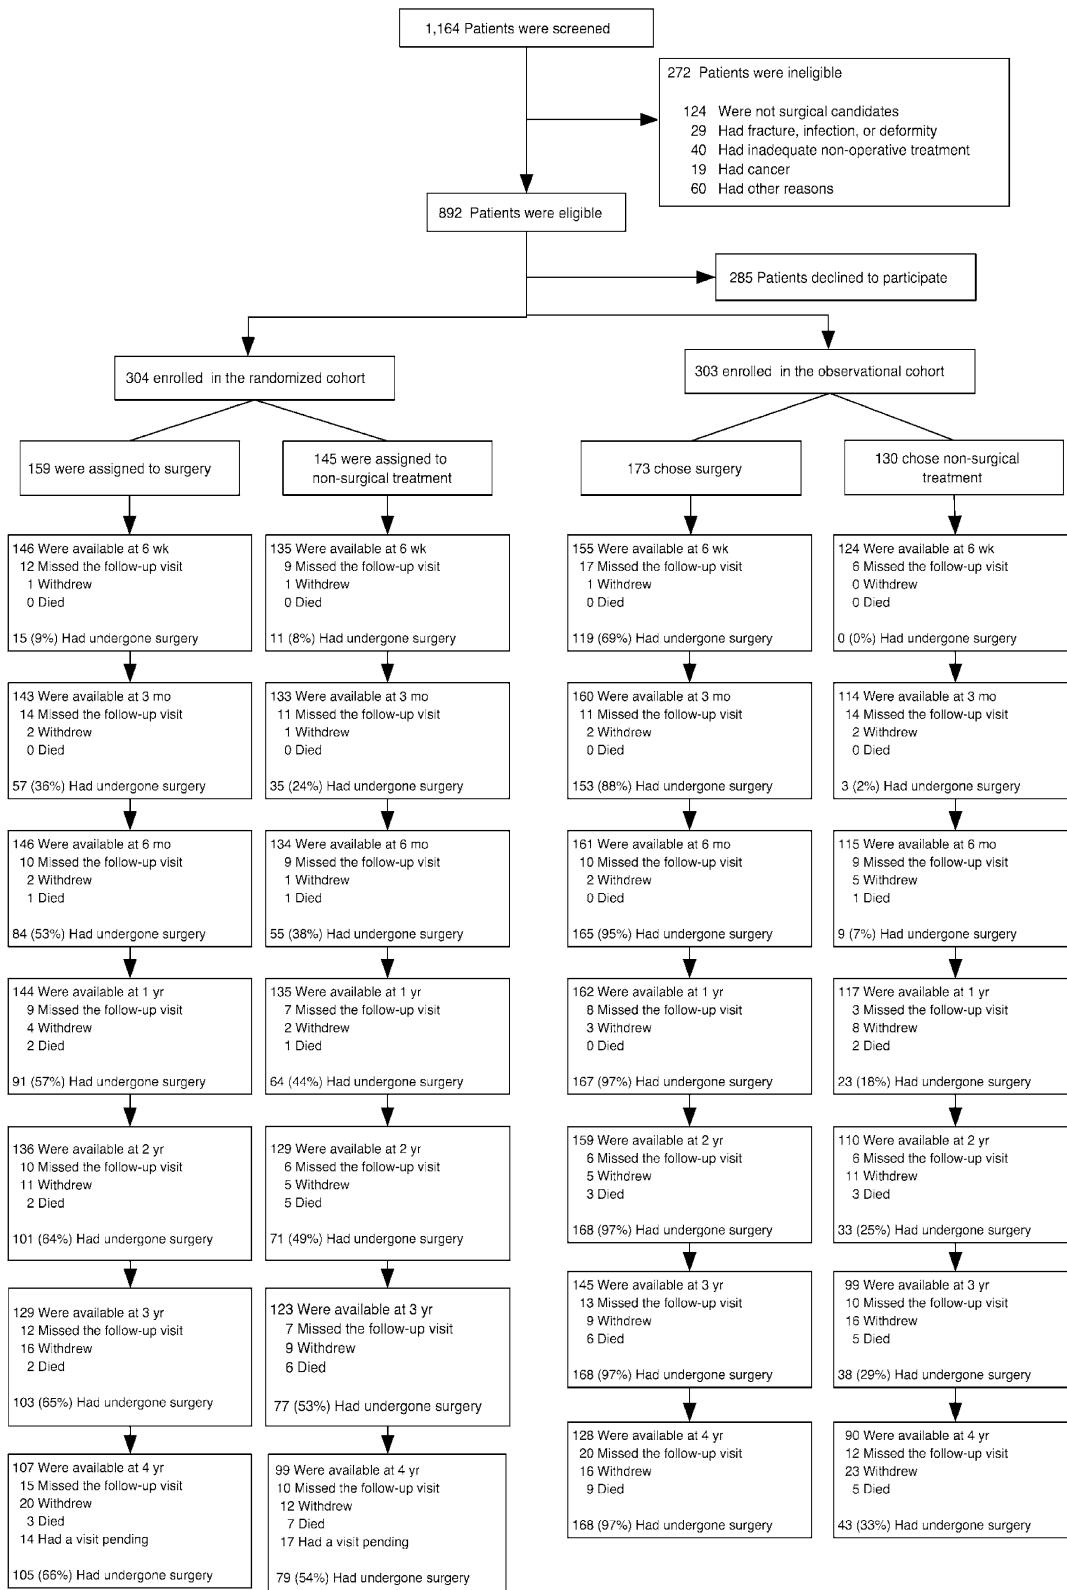 1,164 Patients were screened
272 Patients were ineligible
124 Were not surgical candidates
29 Had fracture, infection, or deformity
40 Had inadequate non-operative treatment
19 Had cancer
60 Had other reasons
892 Patients were eligible
285 Patients declined to participate
304 enrolled in the randomized cohort
303 enrolled in the observational cohort
159 were assigned to surgery
145 were assigned to
non-surgical treatment
173 chose surgery
130 chose non-surgical
treatment
146 Were available at 6 wk
12 Missed the follow-up visit
1 Withdrew
0 Died
15 (9%) Had undergone surgery
135 Were available at 6 wk
9 Missed the follow-up visit
1 Withdrew
0 Died
11 (8%) Had undergone surgery
155 Were available at 6 wk
17 Missed the follow-up visit
1 Withdrew
0 Died
119 (69%) Had undergone surgery
124 Were available at 6 wk
6 Missed the follow-up visit
0 Withdrew
0 Died
0 (0%) Had undergone surgery
143 Were available at 3 mo
14 Missed the follow-up visit
2 Withdrew
0 Died
57 (36%) Had undergone surgery
133 Were available at 3 mo
11 Missed the follow-up visit
1 Withdrew
0 Died
35 (24%) Had undergone surgery
160 Were available at 3 mo
11 Missed the follow-up visit
2 Withdrew
0 Died
153 (88%) Had undergone surgery
114 Were available at 3 mo
14 Missed the follow-up visit
2 Withdrew
0 Died
3 (2%) Had undergone surgery
146 Were available at 6 mo
10 Missed the follow-up visit
2 Withdrew
1 Died
84 (53%) Had undergone surgery
134 Were available at 6 mo
9 Missed the follow-up visit
1 Withdrew
1 Died
55 (38%) Had undergone surgery
161 Were available at 6 mo
10 Missed the follow-up visit
2 Withdrew
0 Died
165 (95%) Had undergone surgery
115 Were available at 6 mo
9 Missed the follow-up visit
5 Withdrew
1 Died
9 (7%) Had undergone surgery
144 Were available at 1 yr
9 Missed the follow-up visit
4 Withdrew
2 Died
91 (57%) Had undergone surgery
135 Were available at 1 yr
7 Missed the follow-up visit
2 Withdrew
1 Died
64 (44%) Had undergone surgery
162 Were available at 1 yr
8 Missed the follow-up visit
3 Withdrew
0 Died
167 (97%) Had undergone surgery
117 Were available at 1 yr
3 Missed the follow-up visit
8 Withdrew
2 Died
23 (18%) Had undergone surgery
136 Were available at 2 yr
10 Missed the follow-up visit
11 Withdrew
2 Died
101 (64%) Had undergone surgery
129 Were available at 2 yr
6 Missed the follow-up visit
5 Withdrew
5 Died
71 (49%) Had undergone surgery
159 Were available at 2 yr
6 Missed the follow-up visit
5 Withdrew
3 Died
168 (97%) Had undergone surgery
110 Were available at 2 yr
6 Missed the follow-up visit
11 Withdrew
3 Died
33 (25%) Had undergone surgery
129 Were available at 3 yr
12 Missed the follow-up visit
16 Withdrew
2 Died
103 (65%) Had undergone surgery
123 Were available at 3 yr
7 Missed the follow-up visit
9 Withdrew
6 Died
77 (53%) Had undergone surgery
145 Were available at 3 yr
13 Missed the follow-up visit
9 Withdrew
6 Died
168 (97%) Had undergone surgery
99 Were available at 3 yr
10 Missed the follow-up visit
16 Withdrew
5 Died
38 (29%) Had undergone surgery
107 Were available at 4 yr
15 Missed the follow-up visit
20 Withdrew
3 Died
14 Had a visit pending
105 (66%) Had undergone surgery
99 Were available at 4 yr
10 Missed the follow-up visit
12 Withdrew
7 Died
17 Had a visit pending
79 (54%) Had undergone surgery
128 Were available at 4 yr
20 Missed the follow-up visit
16 Withdrew
9 Died
168 (97%) Had undergone surgery
90 Were available at 4 yr
12 Missed the follow-up visit
23 Withdrew
5 Died
43 (33%) Had undergone surgery